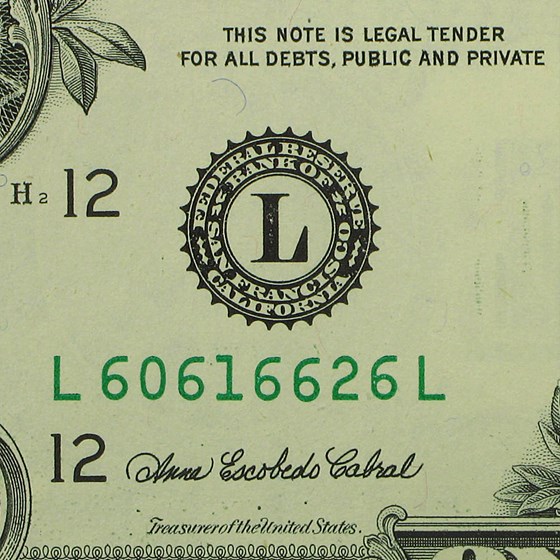 THIS NOTE IS LEGAL TENDER
FOR ALL DEBTS, PUBLIC AND PRIVATE
H2 12
FEDERAL RESERVE
BANK OF
L
SAN FRANCISCO
CALIFORNIA
L60616626L
12 Anna Escobedo Cabral
Treasurer of the United States.